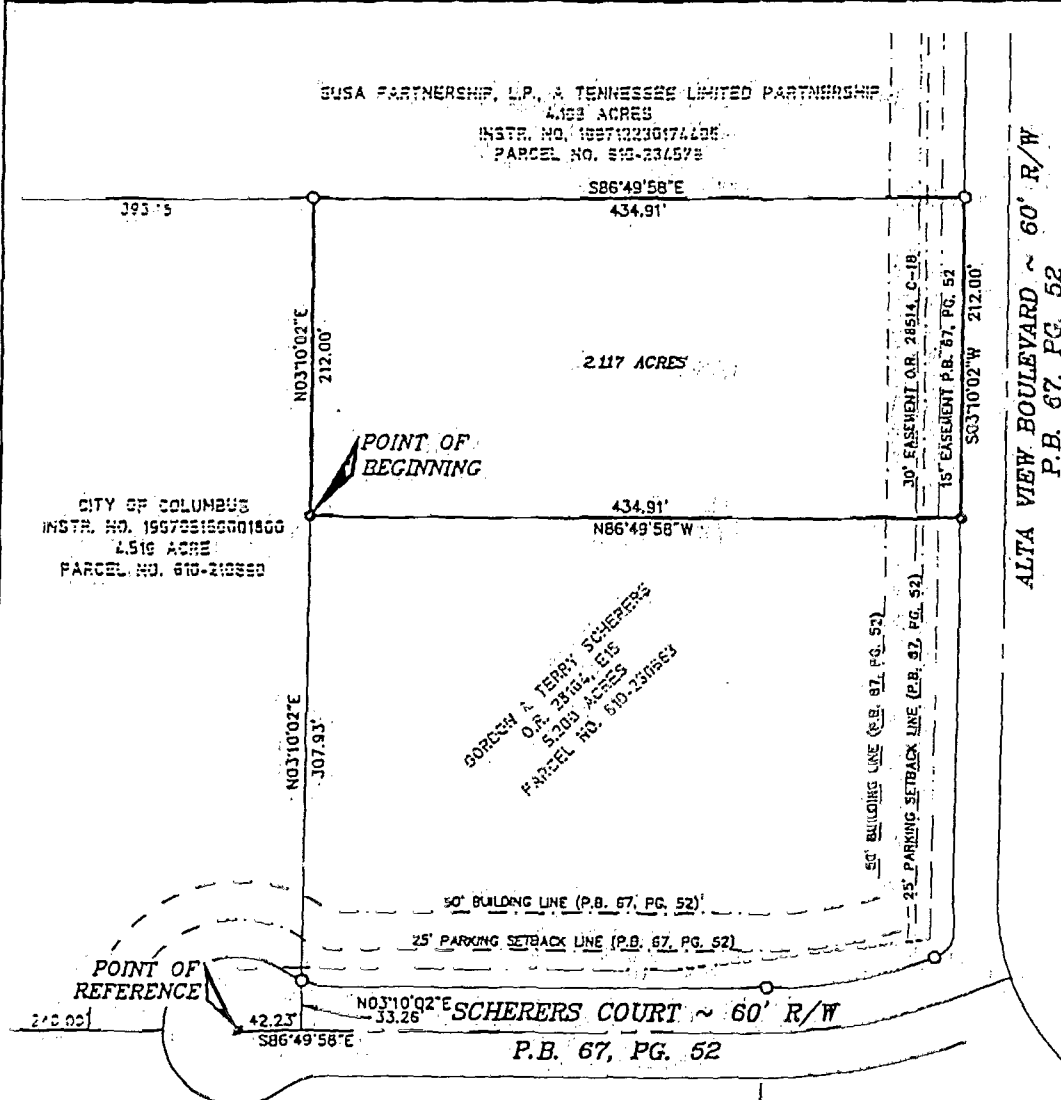 SUSA PARTNERSHIP, L.P., A TENNESSEE LIMITED PARTNERSHIP
ACRES
INSTR. NO.
PARCEL NO.
S86°49'58"E
434.91'
393.15
N03°10'02"E
212.00'
2.117 ACRES
30' EASEMENT O.R. 28514, C-18
15' EASEMENT P.B. 67, PG. 52
S03°10'02"W 212.00'
ALTA VIEW BOULEVARD ~ 60' R/W
P.B. 67, PG. 52
POINT OF
BEGINNING
434.91'
N86°49'58"W
CITY OF COLUMBUS
INSTR. NO.
ACRE
PARCEL NO.
GORDON & TERRY SCHERERS
O.R. E15
ACRES
PARCEL NO.
N03°10'02"E
307.93'
50' BUILDING LINE (P.B. 67, PG. 52)
25' PARKING SETBACK LINE (P.B. 67, PG. 52)
50' BUILDING LINE (P.B. 67, PG. 52)
25' PARKING SETBACK LINE (P.B. 67, PG. 52)
POINT OF
REFERENCE
N03°10'02"E
33.26'
SCHERERS COURT ~ 60' R/W
42.23'
S86°49'58"E
P.B. 67, PG. 52